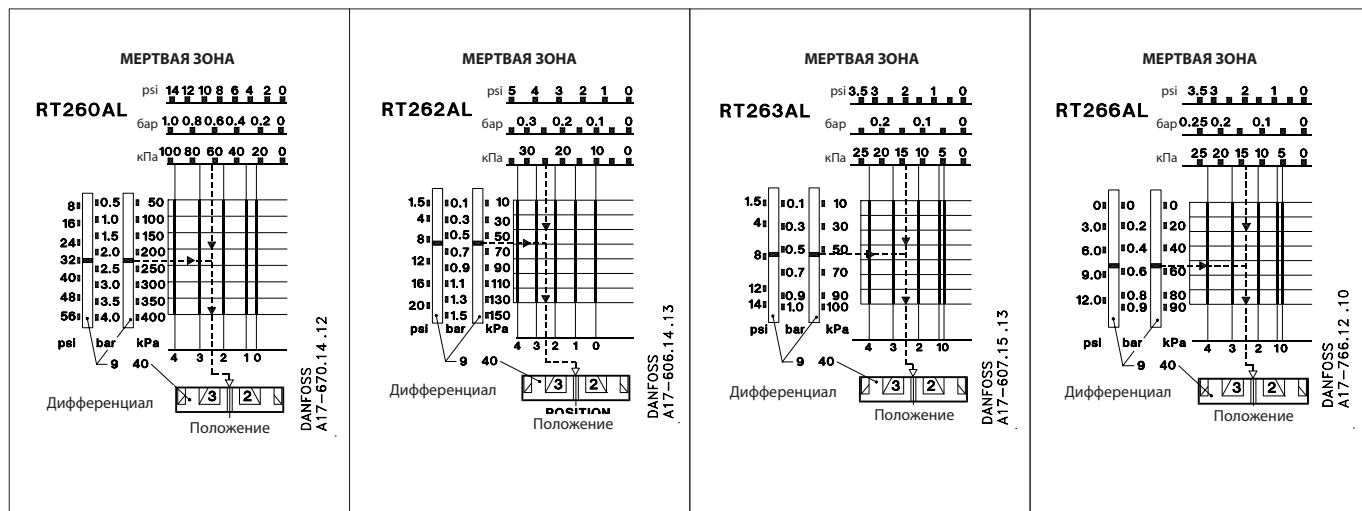 МЕРТВАЯ ЗОНА
RT260AL
psi 14 12 10 8 6 4 2 0
бар 1.0 0.8 0.6 0.4 0.2 0
кПа 100 80 60 40 20 0
8 0.5 50
16 1.0 100
1.5 150
24 2.0 200
32 2.5 250
40 3.0 300
48 3.5 350
56 4.0 400
psi bar kPa
4 3 2 1 0
9 40
3 2
Дифференциал
Положение
DANFOSS
A17-670.14.12
МЕРТВАЯ ЗОНА
RT262AL
psi 5 4 3 2 1 0
бар 0.3 0.2 0.1 0
кПа 30 20 10 0
1.5 0.1 10
4 0.3 30
8 0.5 50
0.7 70
12 0.9 90
16 1.1 110
20 1.3 130
1.5 150
psi bar kPa
4 3 2 1 0
9 40
3 2
Дифференциал
POSITION
Положение
DANFOSS
A17-606.14.13
МЕРТВАЯ ЗОНА
RT263AL
psi 3.5 3 2 1 0
бар 0.2 0.1 0
кПа 25 20 15 10 5 0
1.5 0.1 10
4 0.3 30
8 0.5 50
0.7 70
12 0.9 90
14 1.0 100
psi bar kPa
4 3 2 1 0
9 40
3 2
Дифференциал
Положение
DANFOSS
A17-607.15.13
МЕРТВАЯ ЗОНА
RT266AL
psi 3.5 3 2 1 0
бар 0.25 0.2 0.1 0
кПа 25 20 15 10 5 0
0 0 0
3.0 0.2 20
6.0 0.4 40
9.0 0.6 60
12.0 0.8 80
0.9 90
psi bar kPa
4 3 2 1 0
9 40
3 2
Дифференциал
Положение
DANFOSS
A17-766.12.10